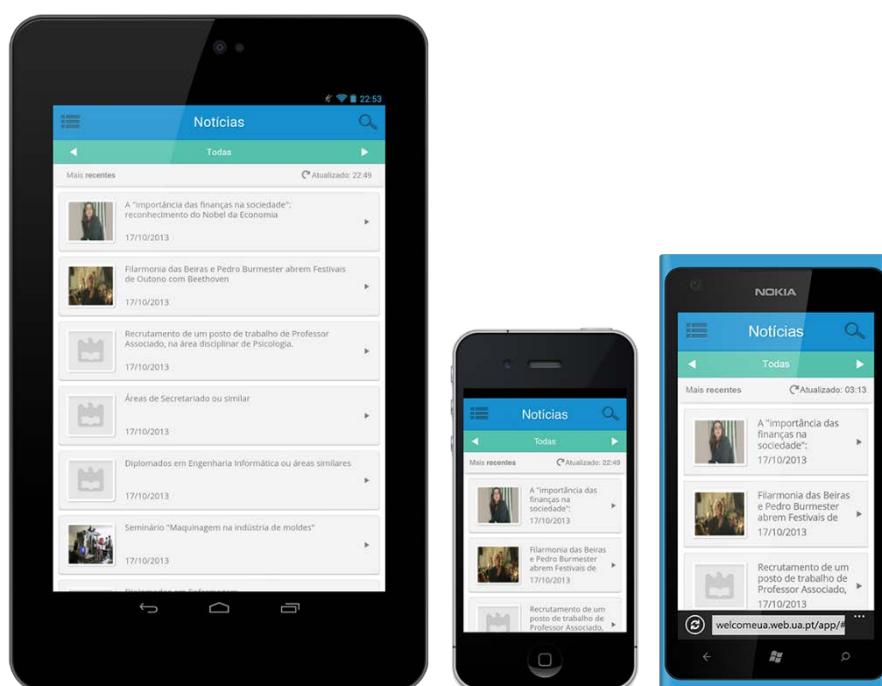 22:53
Notícias
Todas
Mais recentes
Atualizado: 22:49
A "importância das finanças na sociedade":
reconhecimento do Nobel da Economia
17/10/2013
Filarmonia das Beiras e Pedro Burmester abrem Festivais
de Outono com Beethoven
17/10/2013
Recrutamento de um posto de trabalho de Professor
Associado, na área disciplinar de Psicologia.
17/10/2013
Áreas de Secretariado ou similar
17/10/2013
Diplomados em Engenharia Informática ou áreas similares
17/10/2013
Seminário "Maquinagem na indústria de moldes"
17/10/2013
Diplomados em Enfermagem
Notícias
Todas
Mais recentes
Atualizado: 22:49
A "importância das
finanças na
sociedade":
17/10/2013
Filarmonia das Beiras
e Pedro Burmester
abrem Festivais de
17/10/2013
Recrutamento de um
posto de trabalho de
Professor Associado,
NOKIA
Notícias
Todas
Mais recentes
Atualizado: 03:13
A "importância das
finanças na
sociedade":
17/10/2013
Filarmonia das Beiras
e Pedro Burmester
abrem Festivais de
17/10/2013
Recrutamento de um
posto de trabalho de
Professor Associado,
17/10/2013
welcomeua.web.ua.pt/app/#